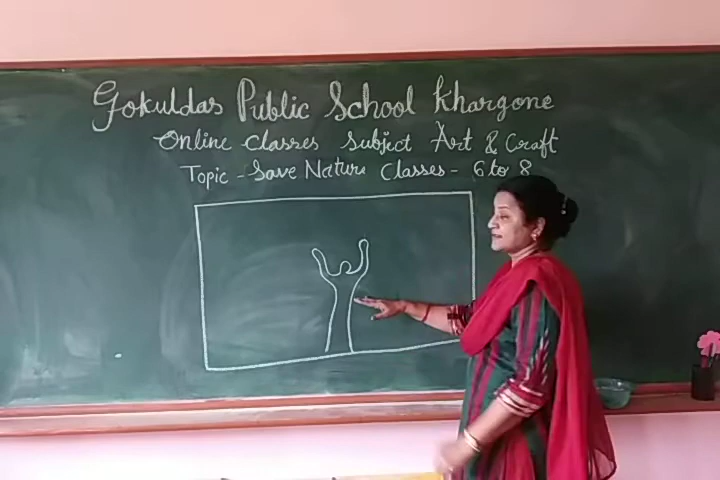 Gokuldas Public School Khargone
Online Classes Subject Art & Craft
Topic - Save Nature Classes - 6 to 8